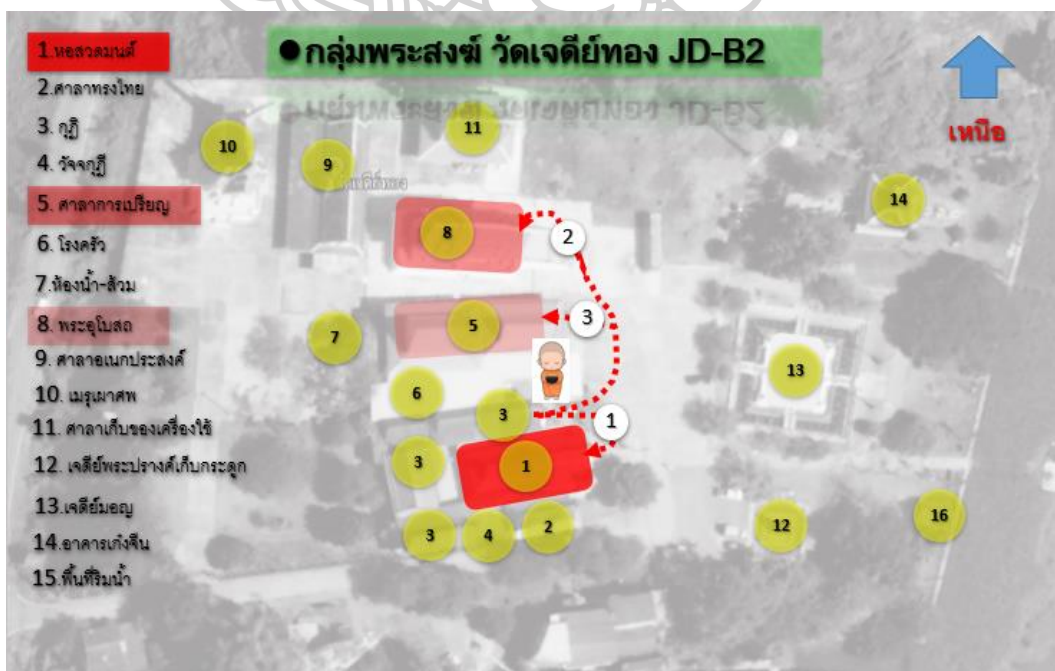 ●กลุ่มพระสงฆ์ วัดเจดีย์ทอง JD-B2
เหนือ
1.หอสวดมนต์
2.ศาลาทรงไทย
3. กุฏิ
4. วัจจกุฎี
5. ศาลาการเปรียญ
6. โรงครัว
7.ห้องน้ำ-ส้วม
8. พระอุโบสถ
9. ศาลาอเนกประสงค์
10. เมรุเผาศพ
11. ศาลาเก็บของเครื่องใช้
12. เจดีย์พระปรางค์เก็บกระดูก
13.เจดีย์มอญ
14.อาคารเก๋งจีน
15.พื้นที่ริมน้ำ
10
9
11
14
8
2
7
5
3
13
6
3
1
3
1
3
4
2
12
16